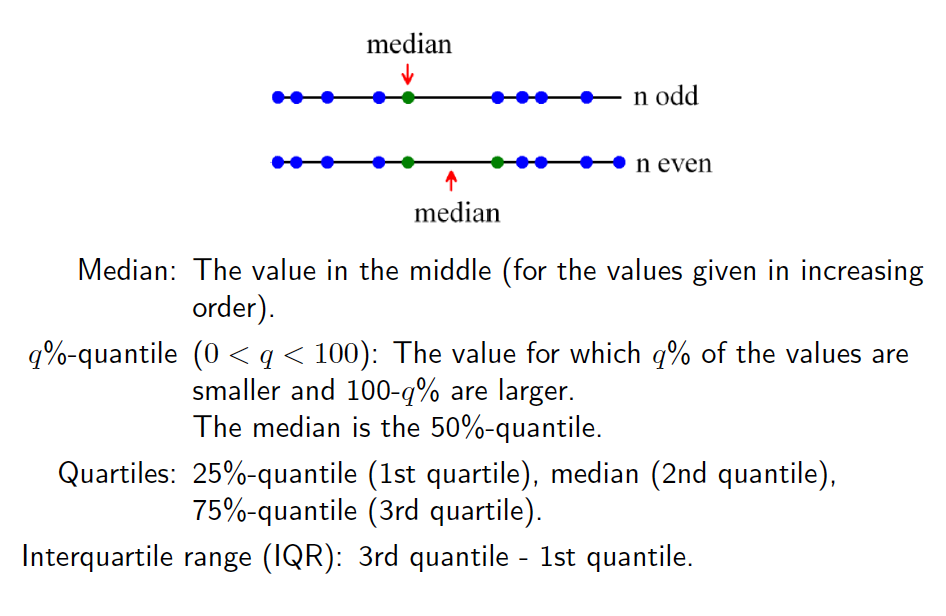 median
n odd
n even
median
Median: The value in the middle (for the values given in increasing
order).
q%-quantile (0 < q < 100): The value for which q% of the values are
smaller and 100-q% are larger.
The median is the 50%-quantile.
Quartiles: 25%-quantile (1st quartile), median (2nd quantile),
75%-quantile (3rd quartile).
Interquartile range (IQR): 3rd quantile - 1st quantile.